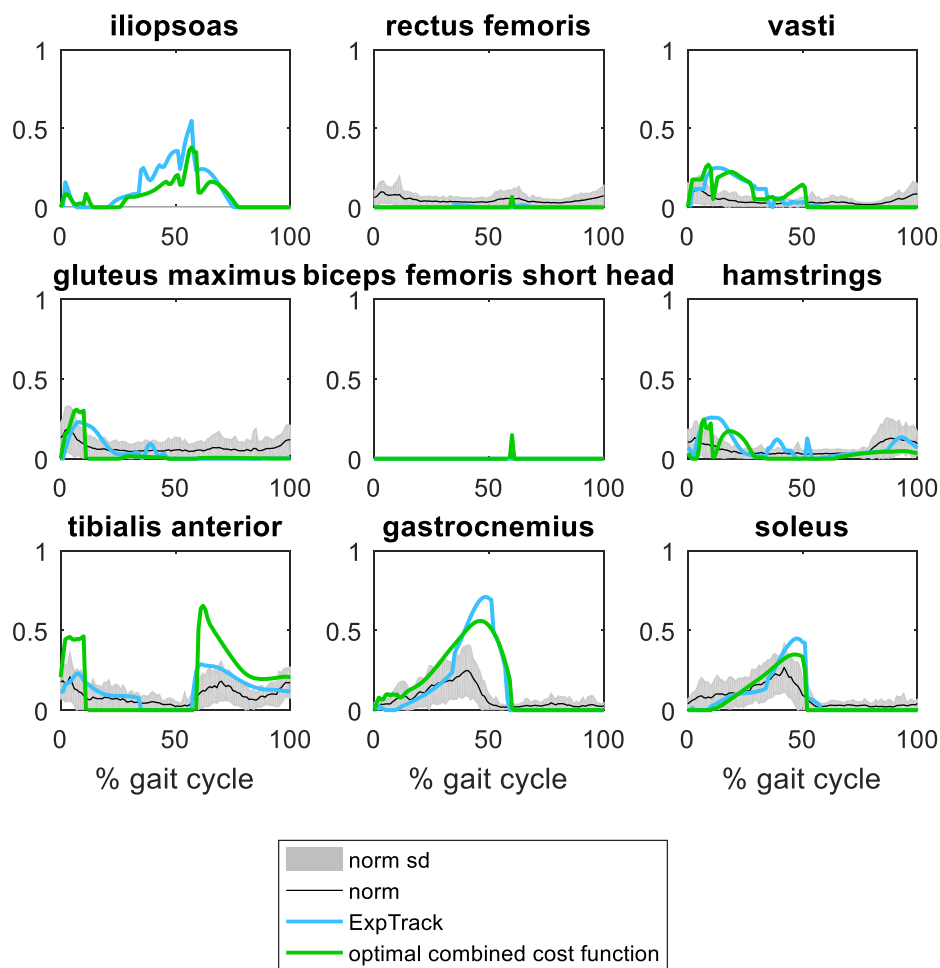 iliopsoas rectus femoris vasti
1 1 1
0.5 0.5 0.5
0 0 0
0 50 100 0 50 100 0 50 100
gluteus maximus biceps femoris short head hamstrings
1 1 1
0.5 0.5 0.5
0 0 0
0 50 100 0 50 100 0 50 100
tibialis anterior gastrocnemius soleus
1 1 1
0.5 0.5 0.5
0 0 0
0 50 100 0 50 100 0 50 100
% gait cycle % gait cycle % gait cycle
norm sd
norm
ExpTrack
optimal combined cost function